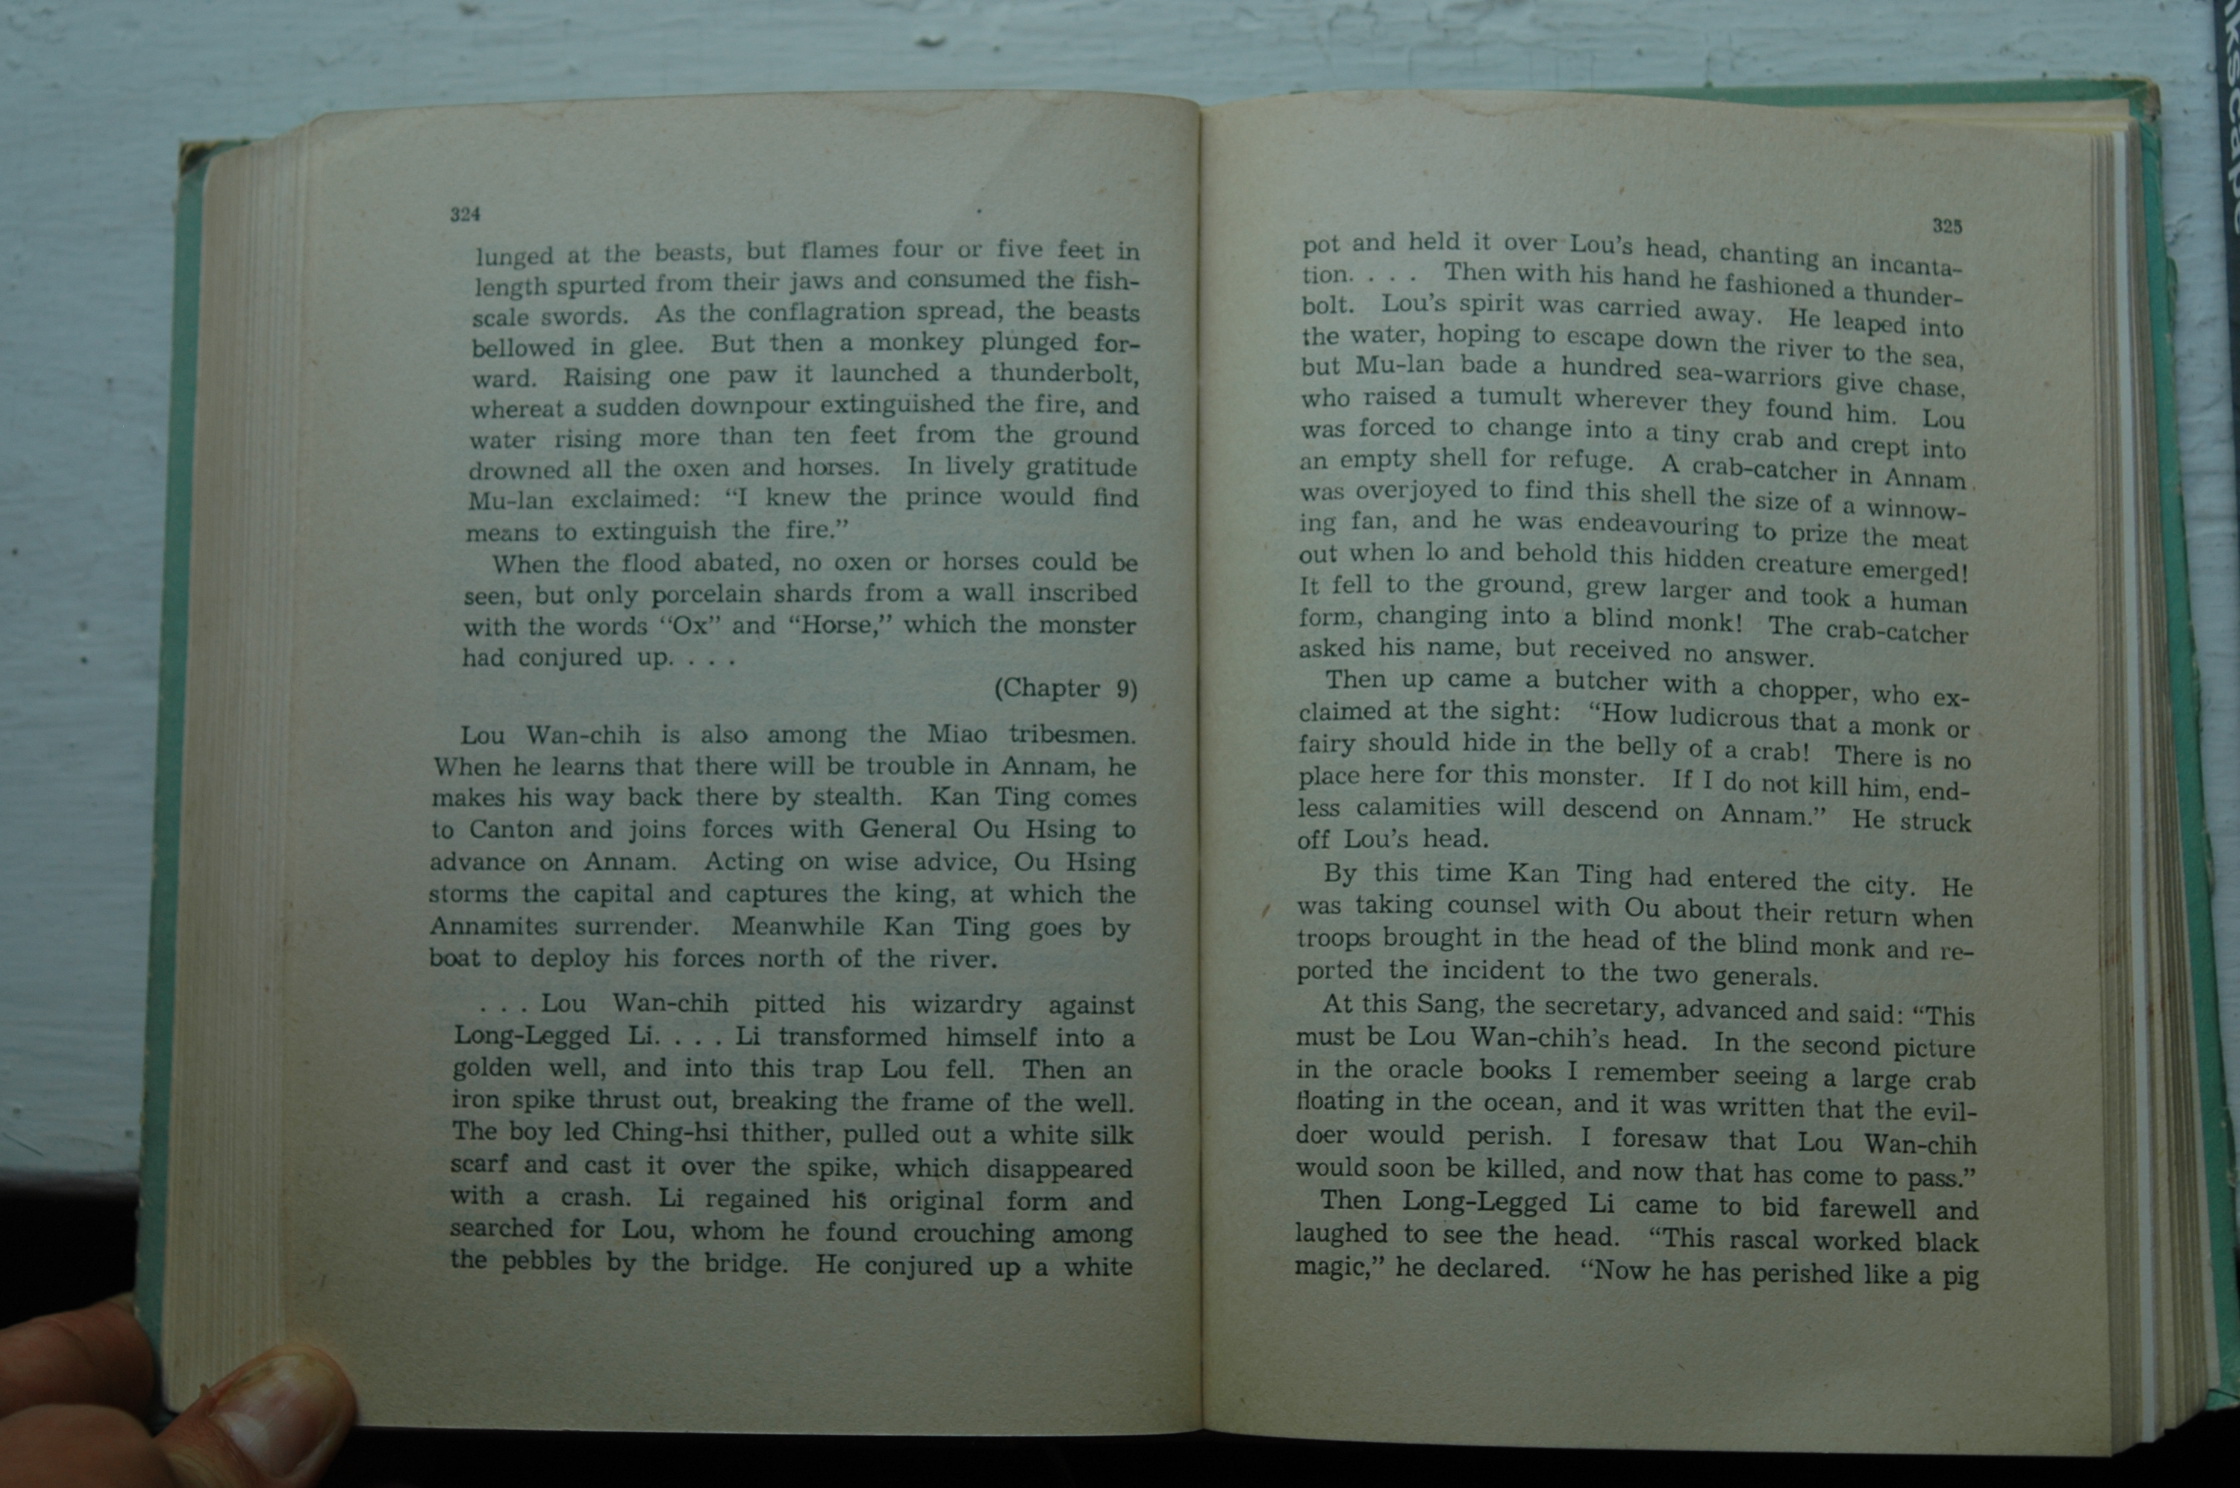 324
lunged at the beasts, but flames four or five feet in
length spurted from their jaws and consumed the fish-
scale swords. As the conflagration spread, the beasts
bellowed in glee. But then a monkey plunged for-
ward. Raising one paw it launched a thunderbolt,
whereat a sudden downpour extinguished the fire, and
water rising more than ten feet from the ground
drowned all the oxen and horses. In lively gratitude
Mu-lan exclaimed: “I knew the prince would find
means to extinguish the fire.”
When the flood abated, no oxen or horses could be
seen, but only porcelain shards from a wall inscribed
with the words “Ox” and “Horse,” which the monster
had conjured up. . . .
(Chapter 9)
Lou Wan-chih is also among the Miao tribesmen.
When he learns that there will be trouble in Annam, he
makes his way back there by stealth. Kan Ting comes
to Canton and joins forces with General Ou Hsing to
advance on Annam. Acting on wise advice, Ou Hsing
storms the capital and captures the king, at which the
Annamites surrender. Meanwhile Kan Ting goes by
boat to deploy his forces north of the river.
. . . Lou Wan-chih pitted his wizardry against
Long-Legged Li. . . . Li transformed himself into a
golden well, and into this trap Lou fell. Then an
iron spike thrust out, breaking the frame of the well.
The boy led Ching-hsi thither, pulled out a white silk
scarf and cast it over the spike, which disappeared
with a crash. Li regained his original form and
searched for Lou, whom he found crouching among
the pebbles by the bridge. He conjured up a white
325
pot and held it over Lou's head, chanting an incanta-
tion. . . . Then with his hand he fashioned a thunder-
bolt. Lou's spirit was carried away. He leaped into
the water, hoping to escape down the river to the sea,
but Mu-lan bade a hundred sea-warriors give chase,
who raised a tumult wherever they found him. Lou
was forced to change into a tiny crab and crept into
an empty shell for refuge. A crab-catcher in Annam
was overjoyed to find this shell the size of a winnow-
ing fan, and he was endeavouring to prize the meat
out when lo and behold this hidden creature emerged!
It fell to the ground, grew larger and took a human
form, changing into a blind monk! The crab-catcher
asked his name, but received no answer.
Then up came a butcher with a chopper, who ex-
claimed at the sight: “How ludicrous that a monk or
fairy should hide in the belly of a crab! There is no
place here for this monster. If I do not kill him, end-
less calamities will descend on Annam.” He struck
off Lou's head.
By this time Kan Ting had entered the city. He
was taking counsel with Ou about their return when
troops brought in the head of the blind monk and re-
ported the incident to the two generals.
At this Sang, the secretary, advanced and said: “This
must be Lou Wan-chih's head. In the second picture
in the oracle books I remember seeing a large crab
floating in the ocean, and it was written that the evil-
doer would perish. I foresaw that Lou Wan-chih
would soon be killed, and now that has come to pass.”
Then Long-Legged Li came to bid farewell and
laughed to see the head. “This rascal worked black
magic,” he declared. “Now he has perished like a pig